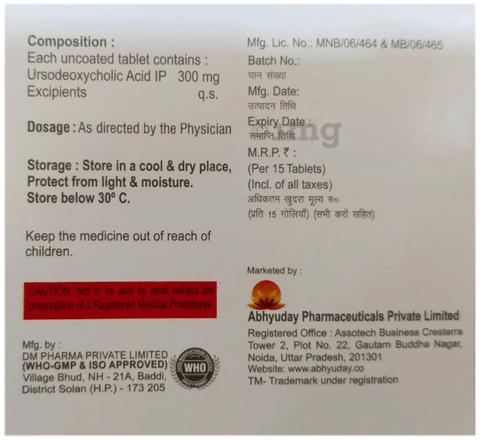 Composition :
Each uncoated tablet contains :
Ursodeoxycholic Acid IP 300 mg
Excipients q.s.
Dosage : As directed by the Physician
Storage : Store in a cool & dry place,
Protect from light & moisture.
Store below 30º C.
Keep the medicine out of reach of
children.
CAUTION: Not to be sold by retail without the
prescription of a Registered Medical Practitioner.
Mfg. by :
DM PHARMA PRIVATE LIMITED
(WHO-GMP & ISO APPROVED)
Village Bhud, NH - 21A, Baddi,
District Solan (H.P.) - 173 205
WHO
Mfg. Lic. No.: MNB/06/464 & MB/06/465
Batch No.:
घान संख्या
Mfg. Date:
उत्पादन तिथि
Expiry Date :
समाप्ति तिथि
M.R.P. ₹ :
(Per 15 Tablets)
(Incl. of all taxes)
अधिकतम खुदरा मूल्य रु०
(प्रति 15 गोलियाँ) (सभी करों सहित)
Marketed by :
Abhyuday Pharmaceuticals Private Limited
Registered Office : Assotech Business Cresterra
Tower 2, Plot No. 22, Gautam Buddha Nagar,
Noida, Uttar Pradesh, 201301
Website: www.abhyuday.co
TM- Trademark under registration